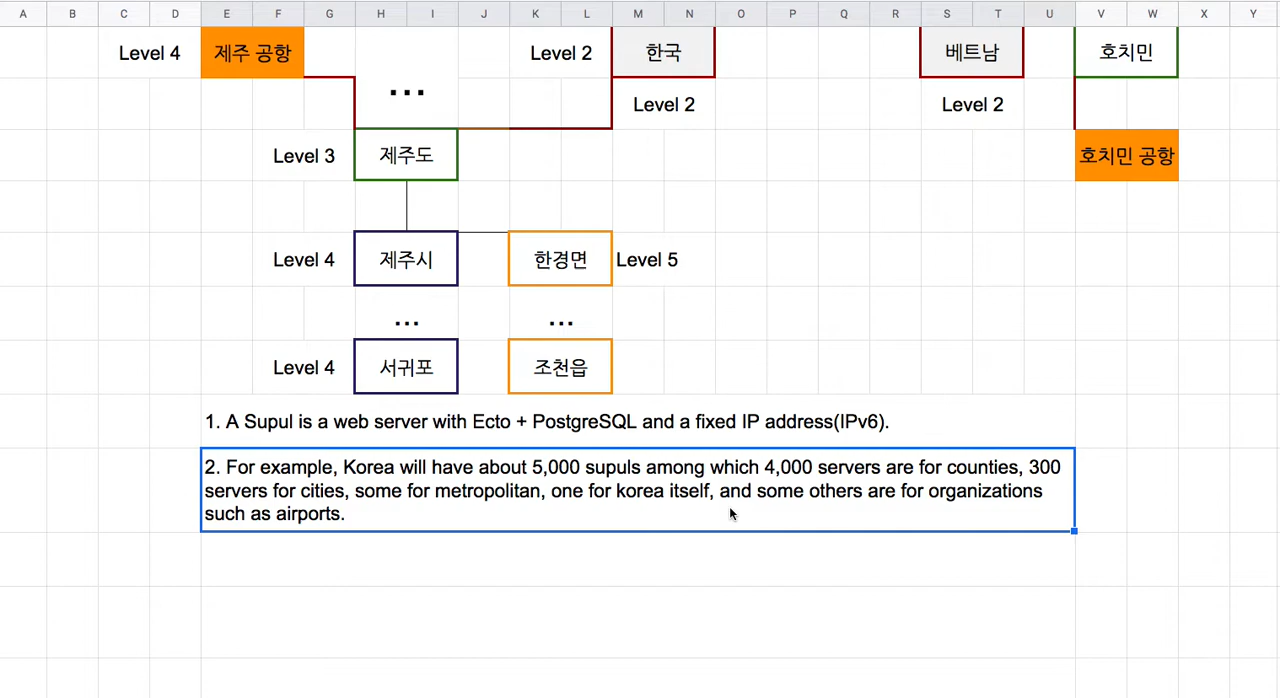 A B C D E F G H I J K L M N O P Q R S T U V W X Y
Level 4 제주 공항 Level 2 한국 베트남 호치민
... Level 2 Level 2
Level 3 제주도 호치민 공항
Level 4 제주시 한경면 Level 5
... ...
Level 4 서귀포 조천읍
1. A Supul is a web server with Ecto + PostgreSQL and a fixed IP address(IPv6).
2. For example, Korea will have about 5,000 supuls among which 4,000 servers are for counties, 300
servers for cities, some for metropolitan, one for korea itself, and some others are for organizations
such as airports.